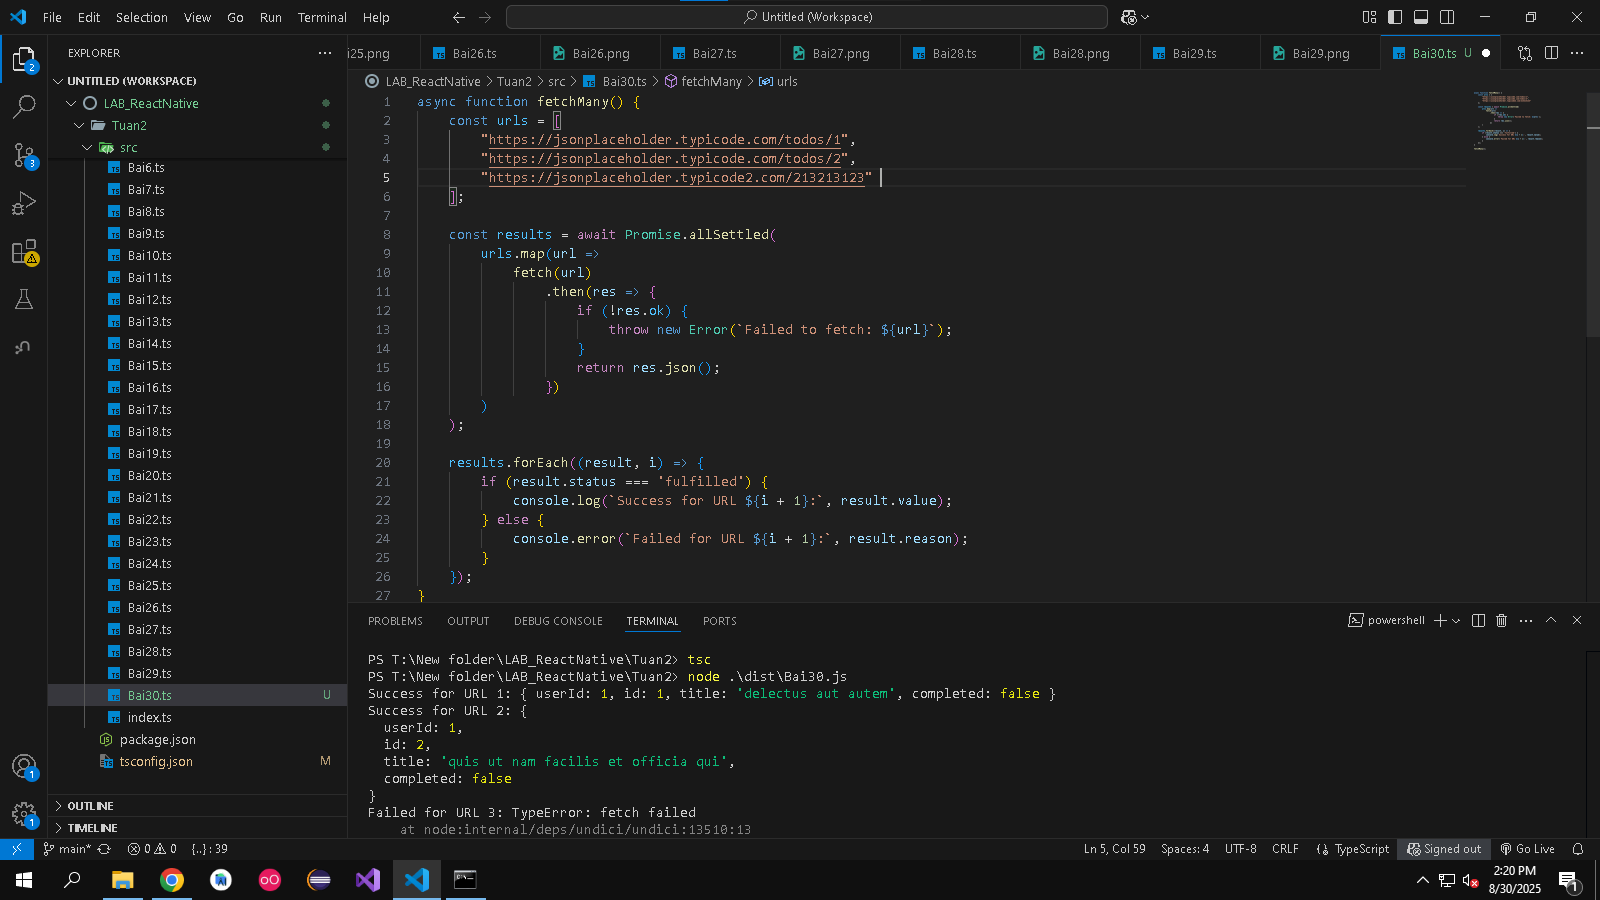 File Edit Selection View Go Run Terminal Help
Untitled (Workspace)
EXPLORER
i25.png Bai26.ts Bai26.png Bai27.ts Bai27.png Bai28.ts Bai28.png Bai29.ts Bai29.png Bai30.ts U
UNTITLED (WORKSPACE)
LAB_ReactNative
Tuan2
src
Bai6.ts
Bai7.ts
Bai8.ts
Bai9.ts
Bai10.ts
Bai11.ts
Bai12.ts
Bai13.ts
Bai14.ts
Bai15.ts
Bai16.ts
Bai17.ts
Bai18.ts
Bai19.ts
Bai20.ts
Bai21.ts
Bai22.ts
Bai23.ts
Bai24.ts
Bai25.ts
Bai26.ts
Bai27.ts
Bai28.ts
Bai29.ts
Bai30.ts U
index.ts
package.json
tsconfig.json M
OUTLINE
TIMELINE
LAB_ReactNative > Tuan2 > src > Bai30.ts > fetchMany > urls
1 async function fetchMany() {
2 const urls = [
3 "https://jsonplaceholder.typicode.com/todos/1",
4 "https://jsonplaceholder.typicode.com/todos/2",
5 "https://jsonplaceholder.typicode2.com/213213123"
6 ];
7
8 const results = await Promise.allSettled(
9 urls.map(url =>
10 fetch(url)
11 .then(res => {
12 if (!res.ok) {
13 throw new Error(`Failed to fetch: ${url}`);
14 }
15 return res.json();
16 })
17 )
18 );
19
20 results.forEach((result, i) => {
21 if (result.status === 'fulfilled') {
22 console.log(`Success for URL ${i + 1}:`, result.value);
23 } else {
24 console.error(`Failed for URL ${i + 1}:`, result.reason);
25 }
26 });
27 }
PROBLEMS OUTPUT DEBUG CONSOLE TERMINAL PORTS
powershell
PS T:\New folder\LAB_ReactNative\Tuan2> tsc
PS T:\New folder\LAB_ReactNative\Tuan2> node .\dist\Bai30.js
Success for URL 1: { userId: 1, id: 1, title: 'delectus aut autem', completed: false }
Success for URL 2: {
userId: 1,
id: 2,
title: 'quis ut nam facilis et officia qui',
completed: false
}
Failed for URL 3: TypeError: fetch failed
at node:internal/deps/undici/undici:13510:13
main* 0 0 {..} : 39 Ln 5, Col 59 Spaces: 4 UTF-8 CRLF TypeScript Signed out Go Live
2:20 PM
8/30/2025